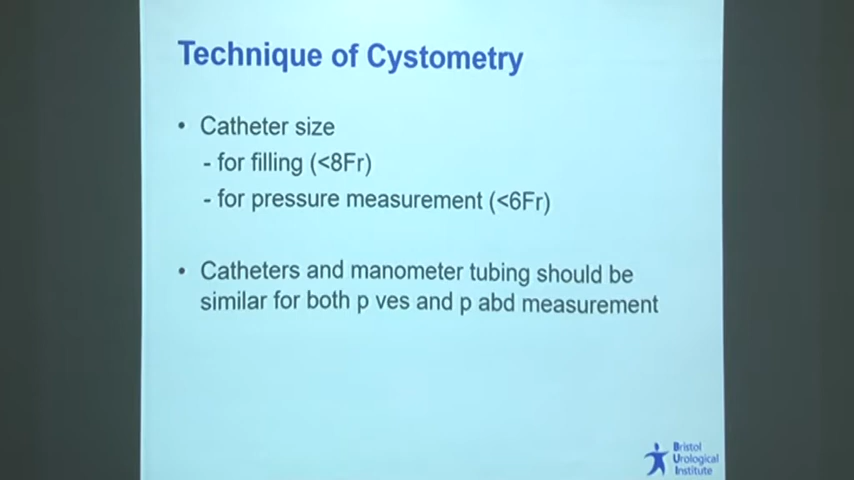 Technique of Cystometry
• Catheter size
- for filling (<8Fr)
- for pressure measurement (<6Fr)
• Catheters and manometer tubing should be
similar for both p ves and p abd measurement
Bristol
Urological
Institute